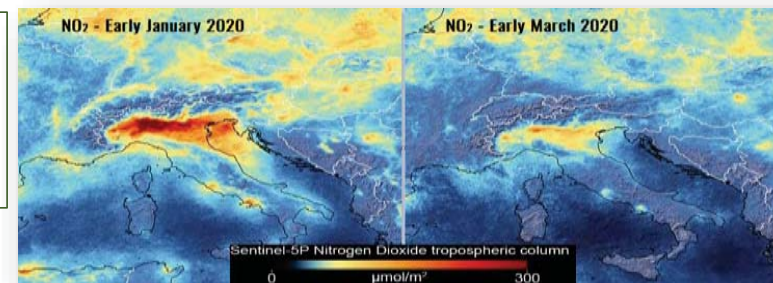 NO₂ - Early January 2020
NO₂ - Early March 2020
Sentinel-5P Nitrogen Dioxide tropospheric column
0 µmol/m² 300